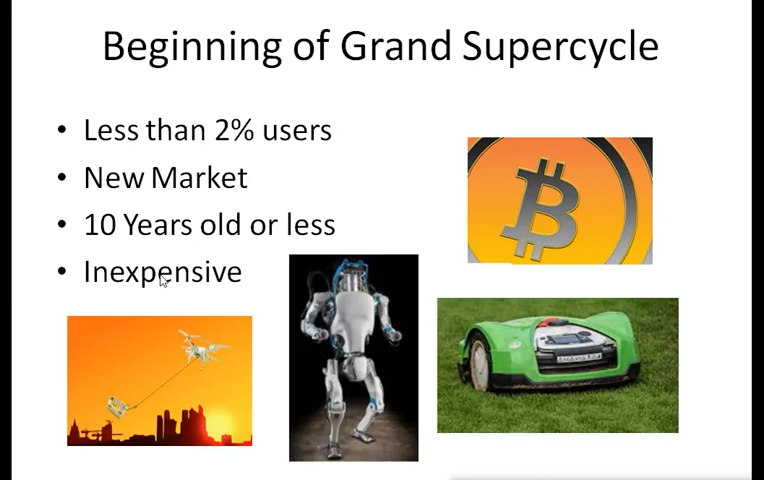 Beginning of Grand Supercycle
• Less than 2% users
• New Market
• 10 Years old or less
• Inexpensive